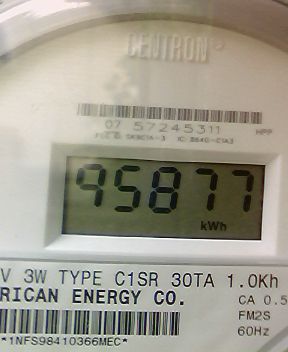 CENTRON
07 57245311 HPP
95877
kWh
V 3W TYPE C1SR 30TA 1.0Kh
RICAN ENERGY CO. CA 0.5
FM2S
60Hz
*1NFS98410366MEC*